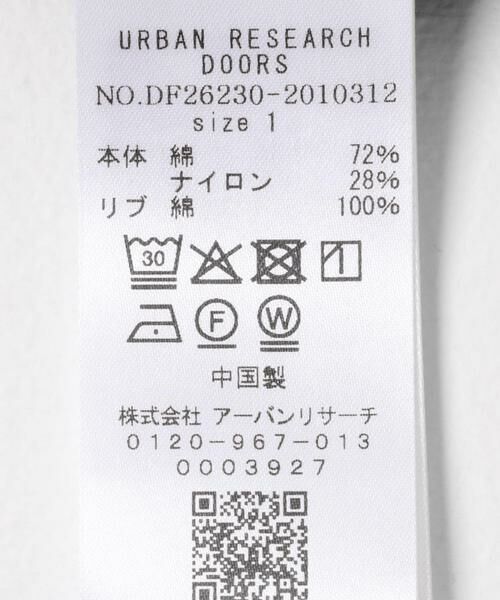 URBAN RESEARCH
DOORS
NO.DF26230-2010312
size 1
本体 綿 72%
ナイロン 28%
リブ 綿 100%
30
F W
中国製
株式会社 アーバンリサーチ
0120-967-013
0003927